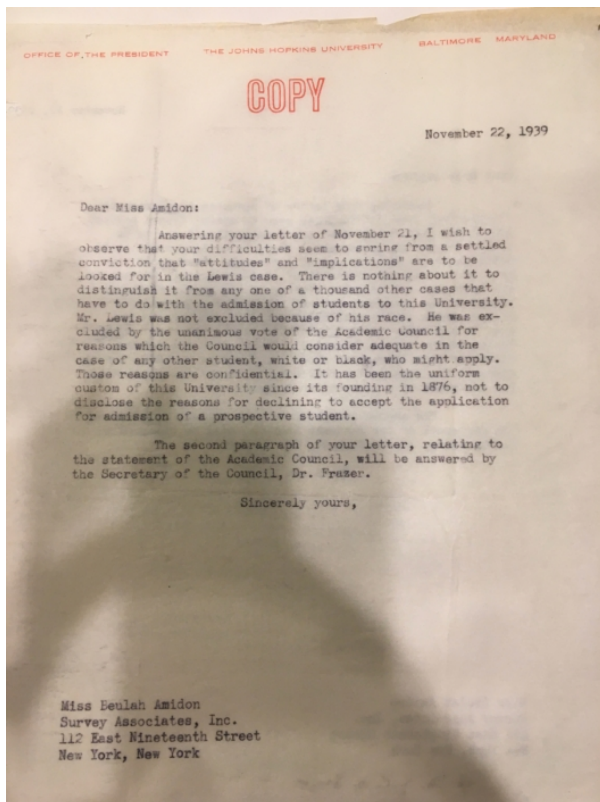 OFFICE OF THE PRESIDENT THE JOHNS HOPKINS UNIVERSITY BALTIMORE MARYLAND
COPY
November 22, 1939
Dear Miss Amidon:
Answering your letter of November 21, I wish to
observe that your difficulties seem to spring from a settled
conviction that "attitudes" and "implications" are to be
looked for in the Lewis case. There is nothing about it to
distinguish it from any one of a thousand other cases that
have to do with the admission of students to this University.
Mr. Lewis was not excluded because of his race. He was ex-
cluded by the unanimous vote of the Academic Council for
reasons which the Council would consider adequate in the
case of any other student, white or black, who might apply.
Those reasons are confidential. It has been the uniform
custom of this University since its founding in 1876, not to
disclose the reasons for declining to accept the application
for admission of a prospective student.
The second paragraph of your letter, relating to
the statement of the Academic Council, will be answered by
the Secretary of the Council, Dr. Frazer.
Sincerely yours,
Miss Beulah Amidon
Survey Associates, Inc.
112 East Nineteenth Street
New York, New York